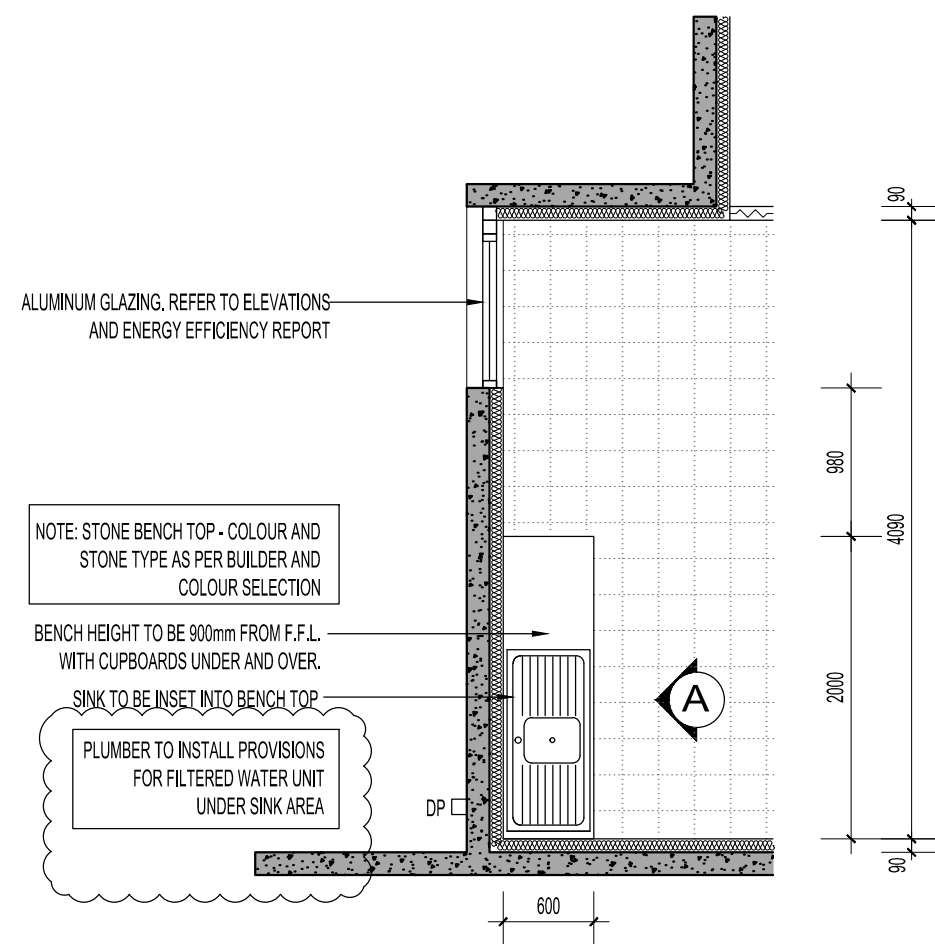 90
ALUMINUM GLAZING. REFER TO ELEVATIONS
AND ENERGY EFFICIENCY REPORT
980
4090
NOTE: STONE BENCH TOP - COLOUR AND
STONE TYPE AS PER BUILDER AND
COLOUR SELECTION
BENCH HEIGHT TO BE 900mm FROM F.F.L.
WITH CUPBOARDS UNDER AND OVER.
SINK TO BE INSET INTO BENCH TOP
A
2000
PLUMBER TO INSTALL PROVISIONS
FOR FILTERED WATER UNIT
UNDER SINK AREA
DP
90
600